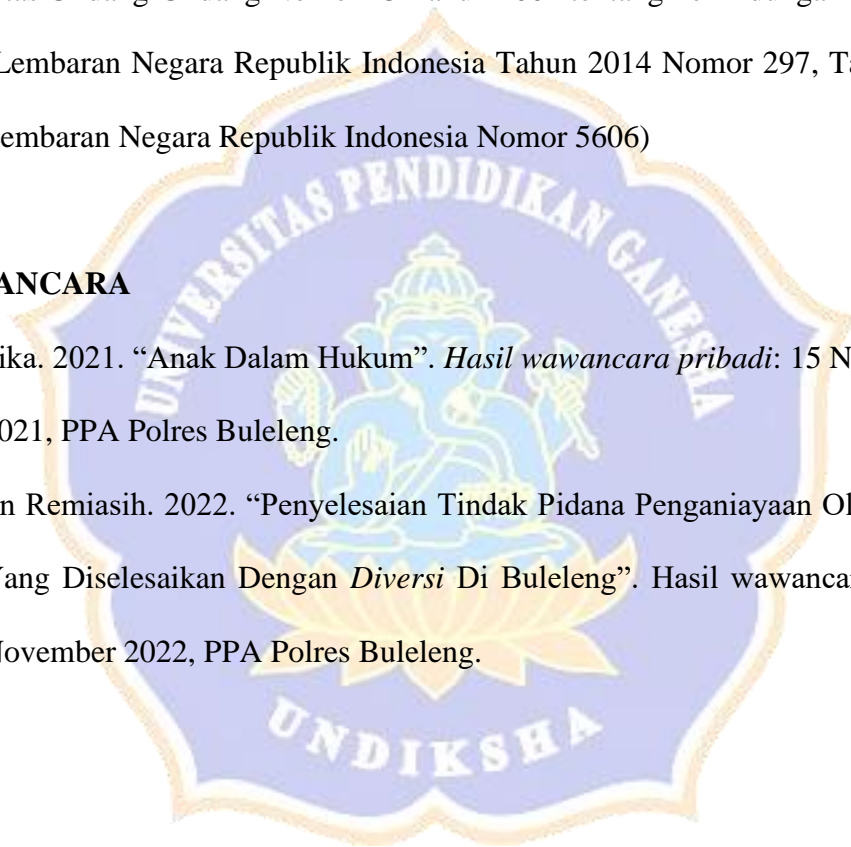 Lembaran Negara Republik Indonesia Tahun 2014 Nomor 297,
embaran Negara Republik Indonesia Nomor 5606)
UNIVERSITAS PENDIDIKAN GANESHA
ANCARA
ika. 2021. “Anak Dalam Hukum”. Hasil wawancara pribadi: 15 N
021, PPA Polres Buleleng.
n Remiasih. 2022. “Penyelesaian Tindak Pidana Penganiayaan Ol
Yang Diselesaikan Dengan Diversi Di Buleleng”. Hasil wawancar
November 2022, PPA Polres Buleleng.
UNDIKSHA